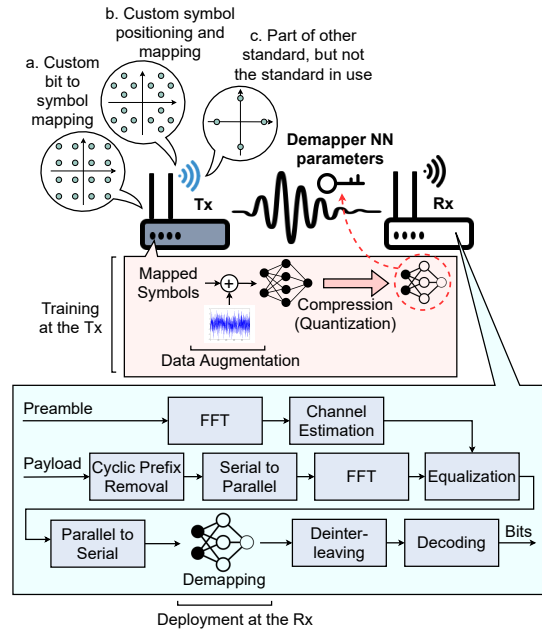 b. Custom symbol
positioning and
mapping
c. Part of other
standard, but not
the standard in use
a. Custom
bit to
symbol
mapping
Demapper NN
parameters
Tx
Rx
Training
at the Tx
Mapped
Symbols
+
Compression
(Quantization)
Data Augmentation
Preamble
FFT
Channel
Estimation
Payload
Cyclic Prefix
Removal
Serial to
Parallel
FFT
Equalization
Parallel to
Serial
Demapping
Deinter-
leaving
Decoding
Bits
Deployment at the Rx